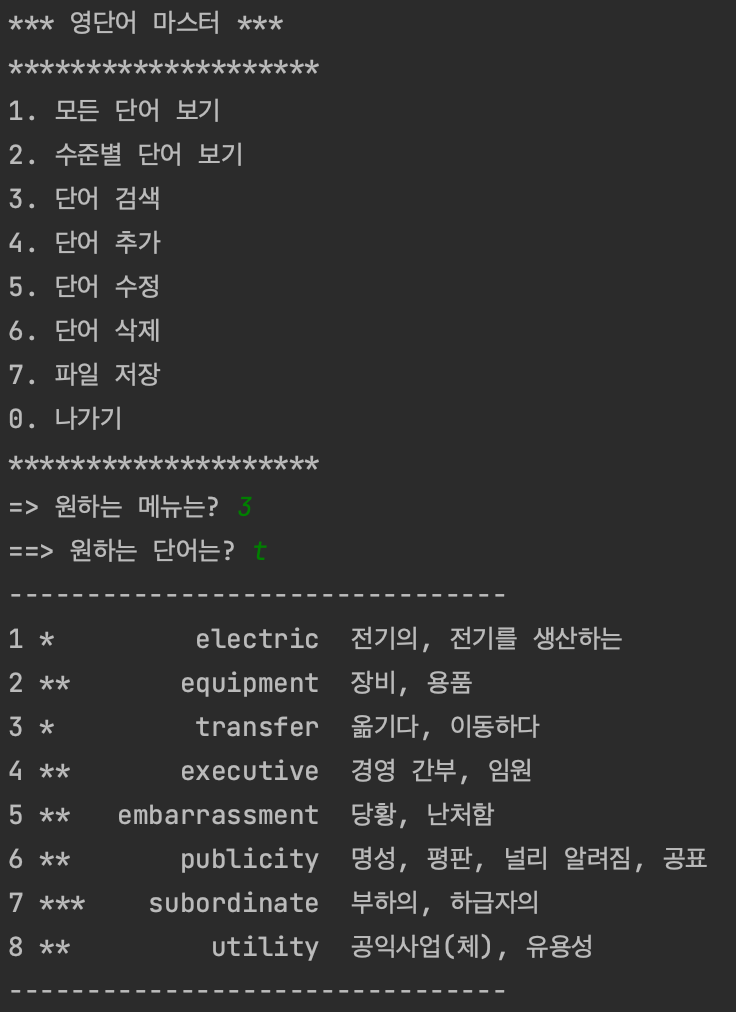 *** 영단어 마스터 ***
********************
1. 모든 단어 보기
2. 수준별 단어 보기
3. 단어 검색
4. 단어 추가
5. 단어 수정
6. 단어 삭제
7. 파일 저장
0. 나가기
********************
=> 원하는 메뉴는? 3
==> 원하는 단어는? t
--------------------------------
1 *         electric  전기의, 전기를 생산하는
2 **       equipment  장비, 용품
3 *         transfer  옮기다, 이동하다
4 **       executive  경영 간부, 임원
5 **   embarrassment  당황, 난처함
6 **       publicity  명성, 평판, 널리 알려짐, 공표
7 ***    subordinate  부하의, 하급자의
8 **         utility  공익사업(체), 유용성
--------------------------------